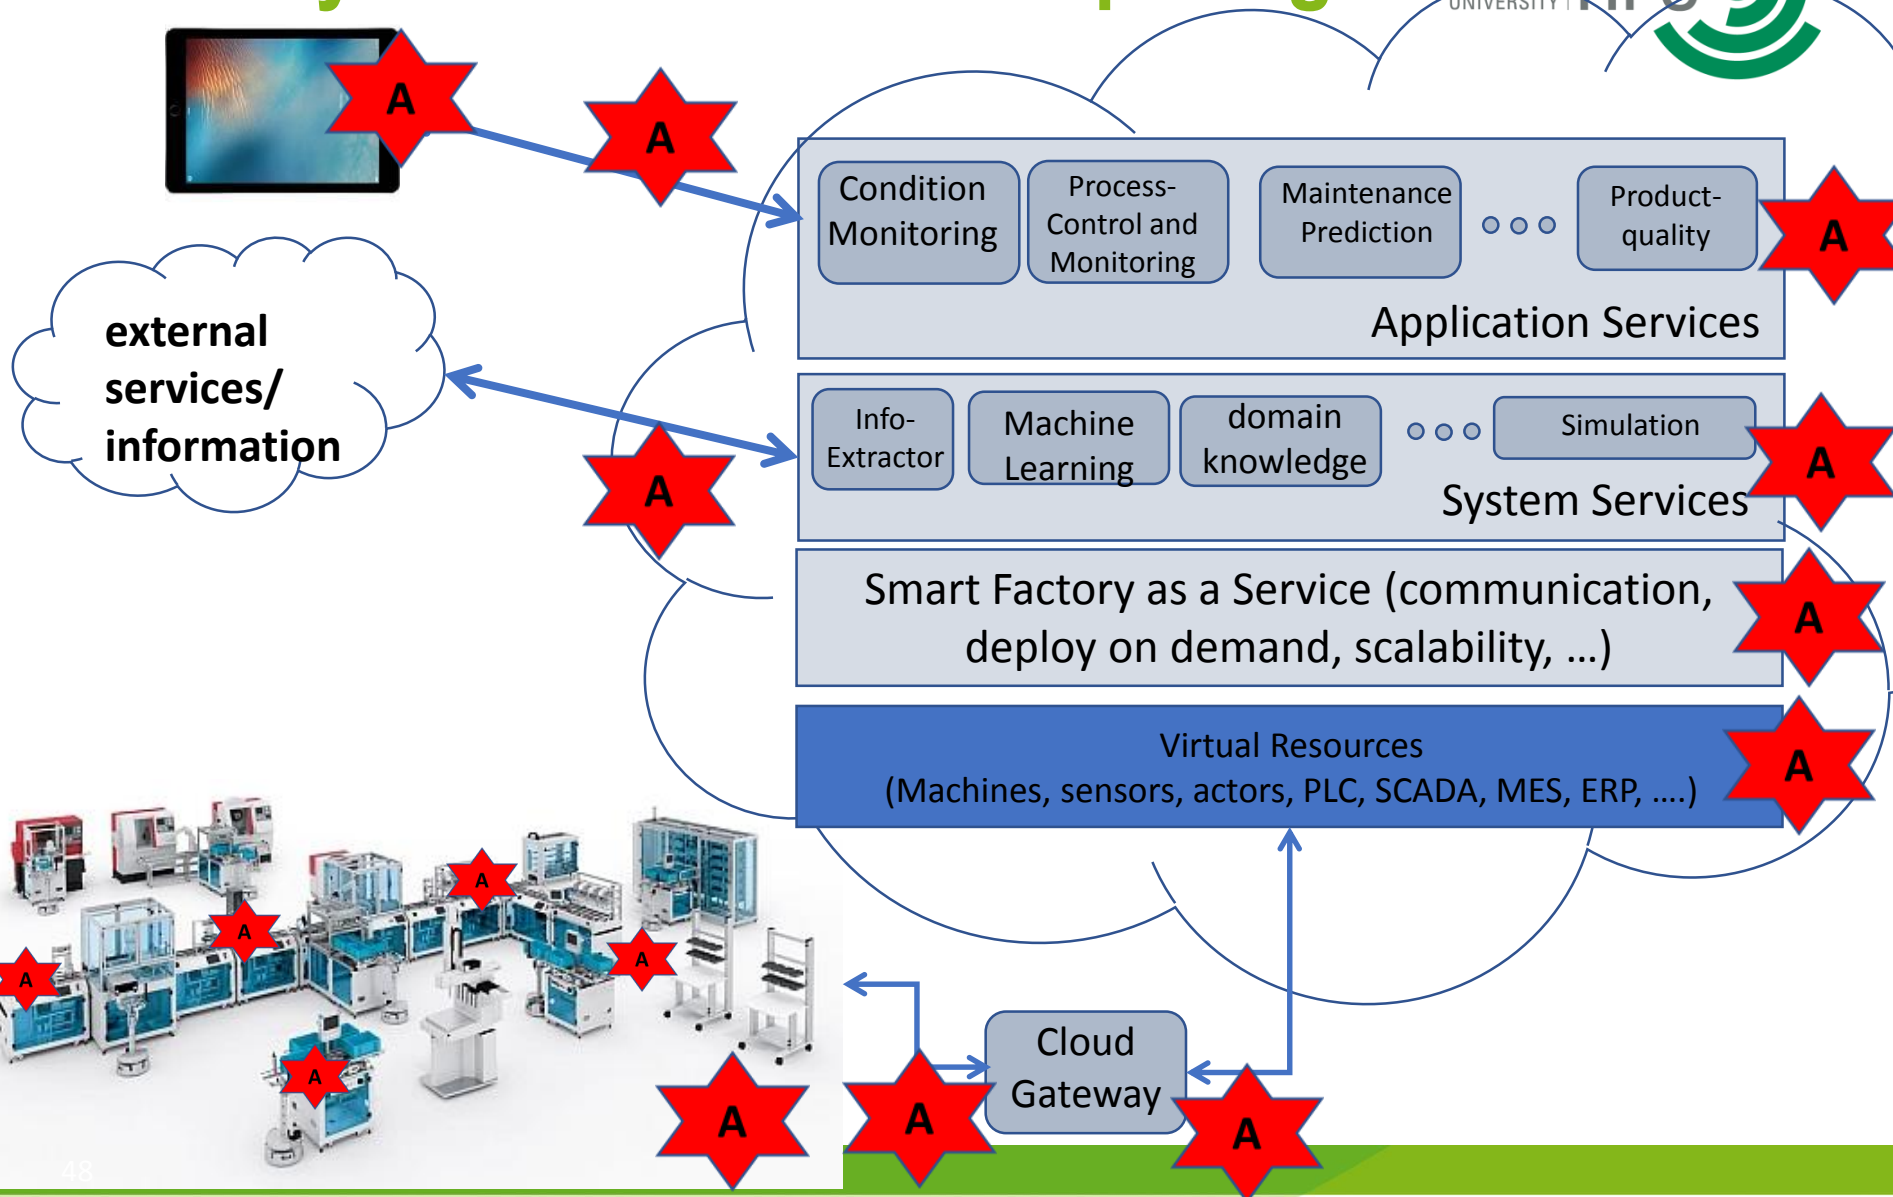 UNIVERSITY
A
A
Condition
Monitoring
Process-
Control and
Monitoring
Maintenance
Prediction
Product-
quality
A
Application Services
external
services/
information
Info-
Extractor
Machine
Learning
domain
knowledge
Simulation
A
A
System Services
Smart Factory as a Service (communication,
deploy on demand, scalability, ...)
A
Virtual Resources
(Machines, sensors, actors, PLC, SCADA, MES, ERP, ....)
A
A
A
A
A
A
Cloud
Gateway
A
A
A
48